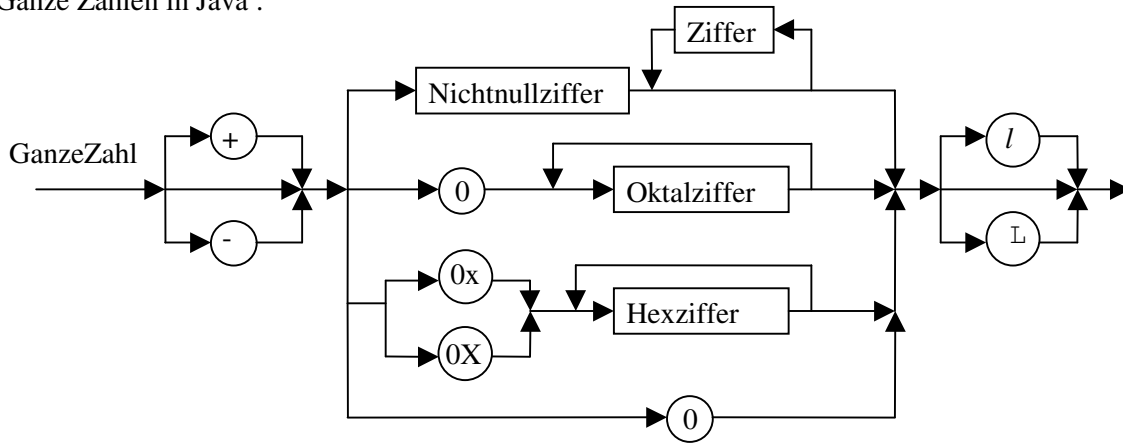 Ganze Zahlen in Java :
Ziffer
Nichtnullziffer
+
l
GanzeZahl
0
Oktalziffer
-
L
0x
Hexziffer
0X
0